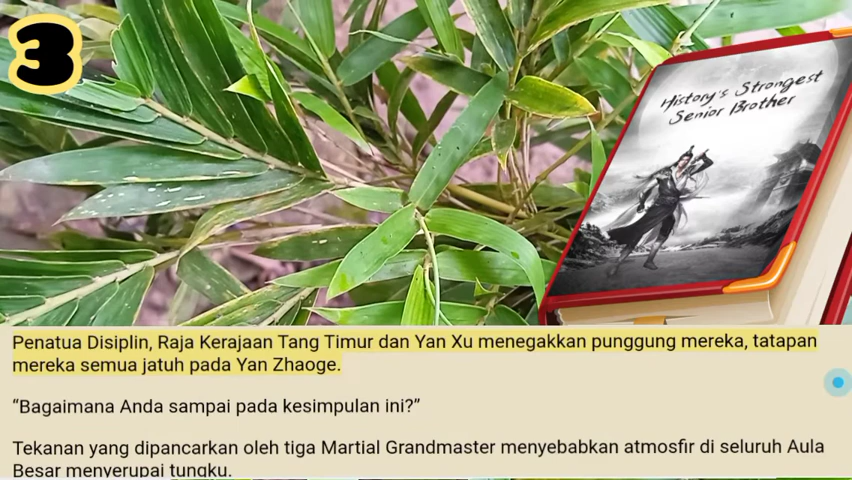 3
History's Strongest
Senior Brother
Penatua Disiplin, Raja Kerajaan Tang Timur dan Yan Xu menegakkan punggung mereka, tatapan
mereka semua jatuh pada Yan Zhaoge.
“Bagaimana Anda sampai pada kesimpulan ini?”
Tekanan yang dipancarkan oleh tiga Martial Grandmaster menyebabkan atmosfir di seluruh Aula
Besar menyerupai tungku.